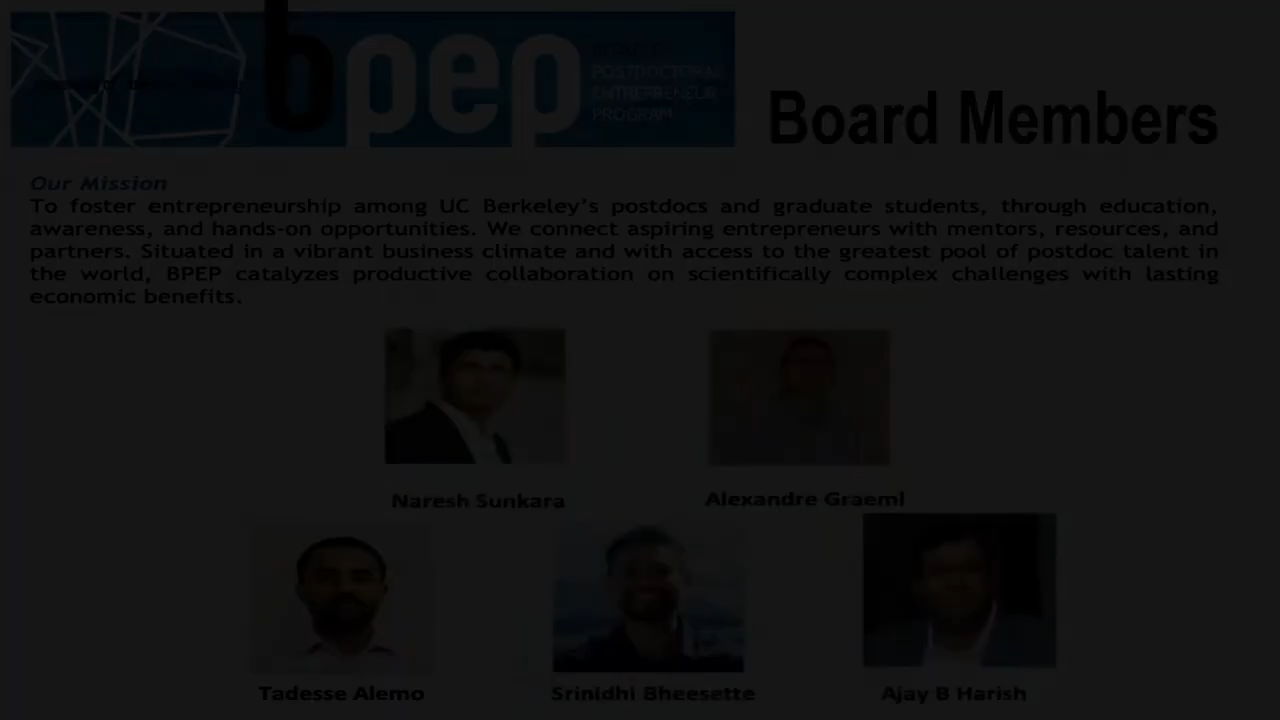 bpep
BERKELEY
POSTDOCTORAL
ENTREPRENEUR
PROGRAM
Board Members
Our Mission
To foster entrepreneurship among UC Berkeley's postdocs and graduate students, through education,
awareness, and hands-on opportunities. We connect aspiring entrepreneurs with mentors, resources, and
partners. Situated in a vibrant business climate and with access to the greatest pool of postdoc talent in
the world, BPEP catalyzes productive collaboration on scientifically complex challenges with lasting
economic benefits.
Naresh Sunkara
Alexandre Graeml
Tadesse Alemo
Srinidhi Bheesette
Ajay B Harish